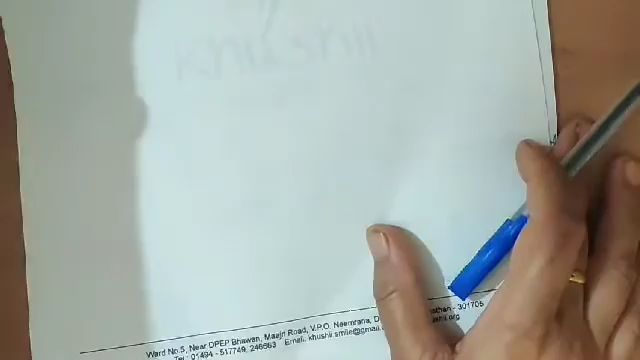 KHUSHII
Ward No.5, Near DPEP Bhawan, Maajri Road, V.P.O. Neemrana, - 301705
Tel: 01494 - 517749, 246663 Email: khushii.smile@gmail.